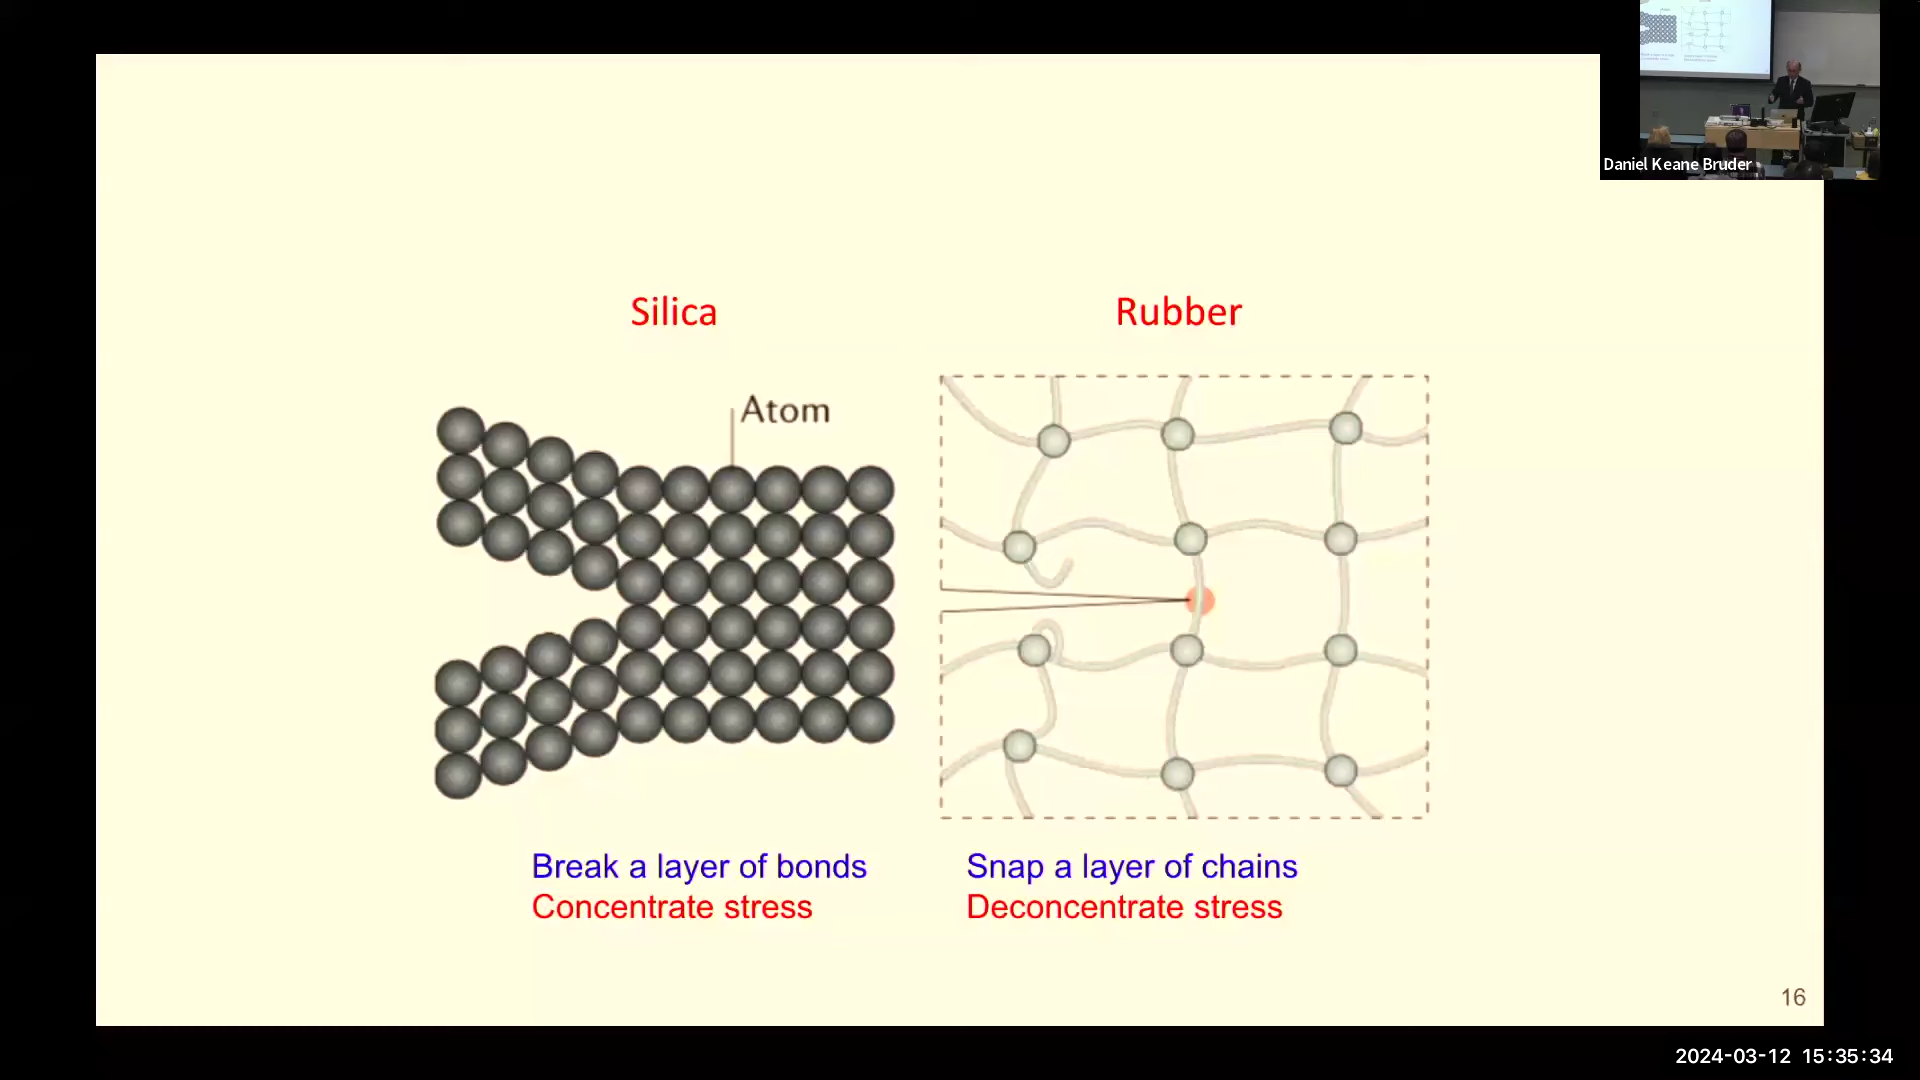 Daniel Keane Bruder
Silica
Rubber
Atom
Break a layer of bonds
Concentrate stress
Snap a layer of chains
Deconcentrate stress
16
2024-03-12 15:35:34